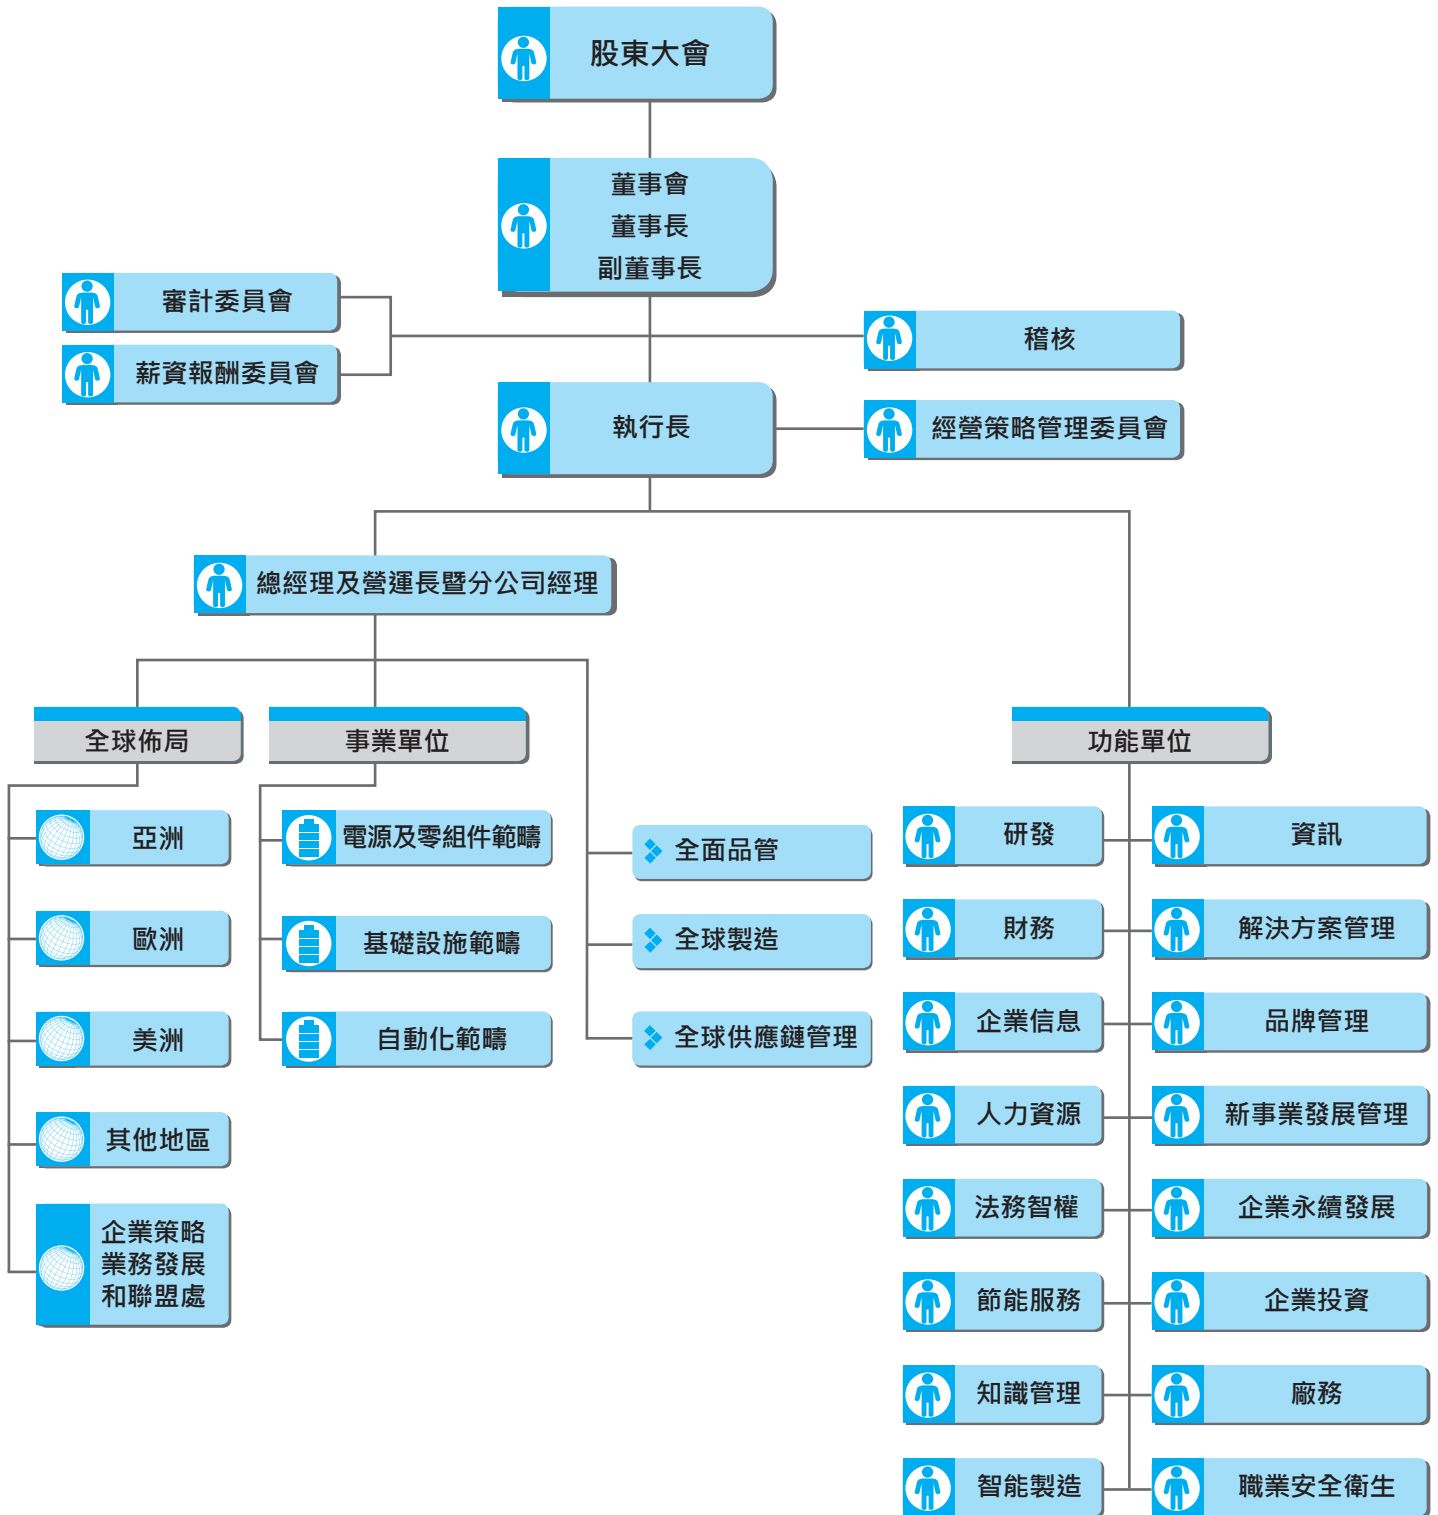 股東大會
董事會
董事長
副董事長
審計委員會
薪資報酬委員會
稽核
執行長
經營策略管理委員會
總經理及營運長暨分公司經理
全球佈局
事業單位
功能單位
亞洲
歐洲
美洲
其他地區
企業策略
業務發展
和聯盟處
電源及零組件範疇
基礎設施範疇
自動化範疇
全面品管
全球製造
全球供應鏈管理
研發
資訊
財務
解決方案管理
企業信息
品牌管理
人力資源
新事業發展管理
法務智權
企業永續發展
節能服務
企業投資
知識管理
廠務
智能製造
職業安全衛生